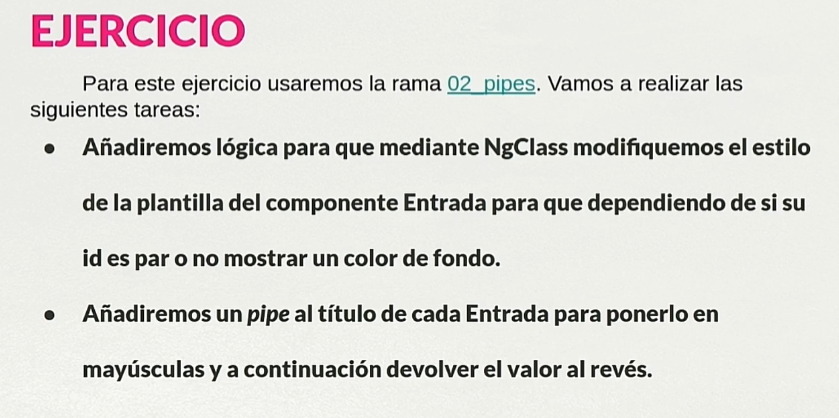 EJERCICIO
Para este ejercicio usaremos la rama 02_pipes. Vamos a realizar las
siguientes tareas:
● Añadiremos lógica para que mediante NgClass modifiquemos el estilo
de la plantilla del componente Entrada para que dependiendo de si su
id es par o no mostrar un color de fondo.
● Añadiremos un pipe al título de cada Entrada para ponerlo en
mayúsculas y a continuación devolver el valor al revés.